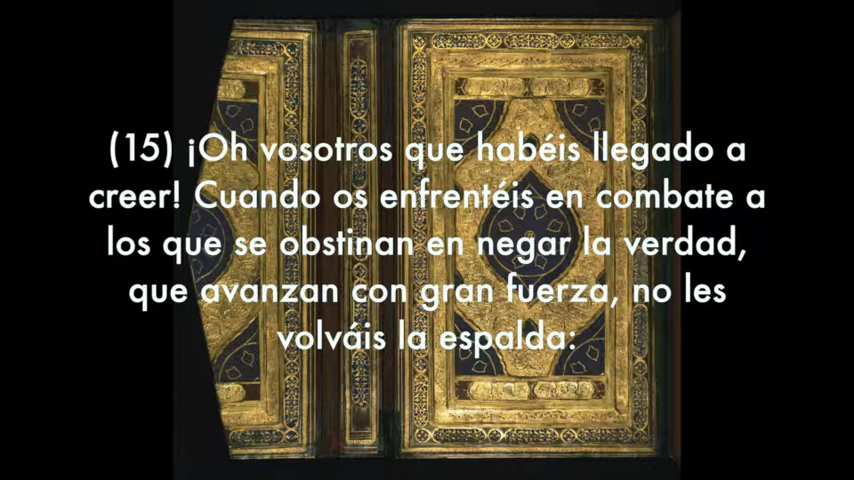 (15) ¡Oh vosotros que habéis llegado a
creer! Cuando os enfrentéis en combate a
los que se obstinan en negar la verdad,
que avanzan con gran fuerza, no les
volváis la espalda: